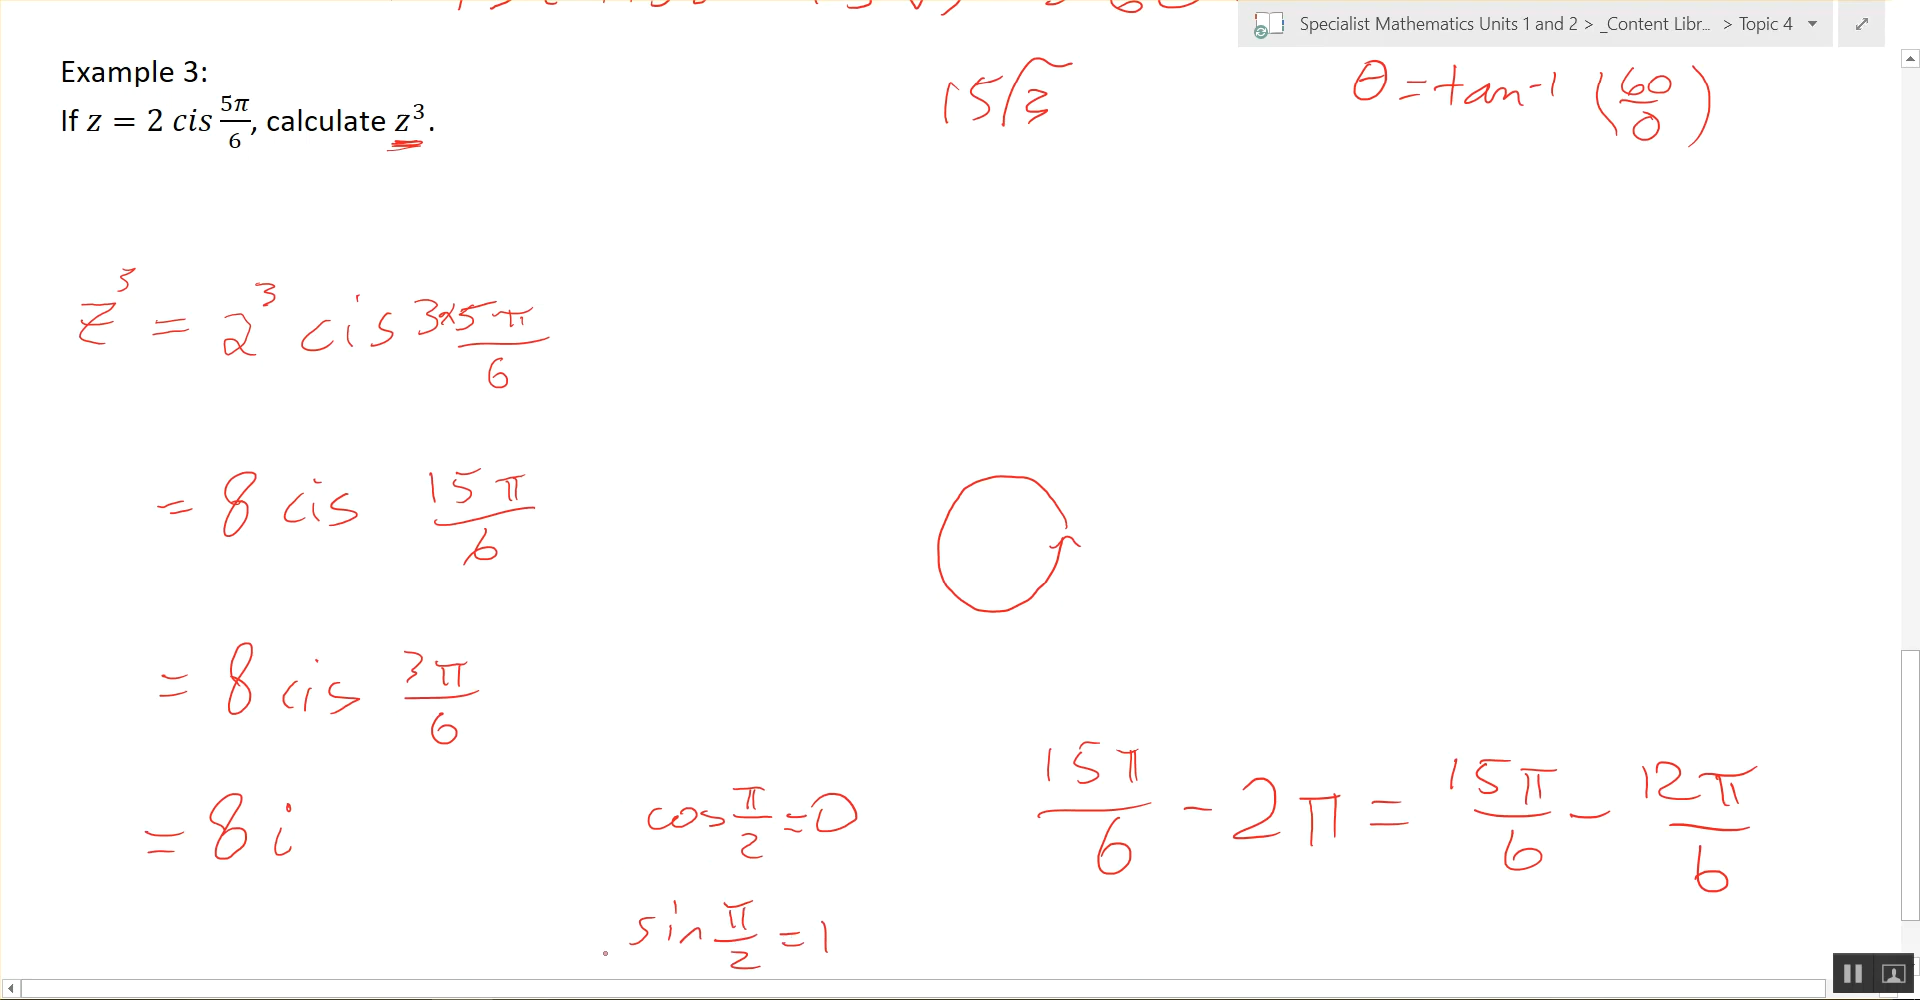 Specialist Mathematics Units 1 and 2 > _Content Libr... > Topic 4
Example 3:
If z = 2 cis 5π/6, calculate z³.
15√3
θ = tan⁻¹ (60/0)
z³ = 2³ cis 3×5π/6
= 8 cis 15π/6
= 8 cis 3π/6
= 8i
cos π/2 = 0
sin π/2 = 1
15π/6 − 2π = 15π/6 − 12π/6